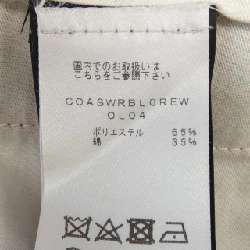 国内でのお取扱いは
こちらをご参照下さい
COASWRBLCREW
OL04
ポリエステル 65%
綿 35%